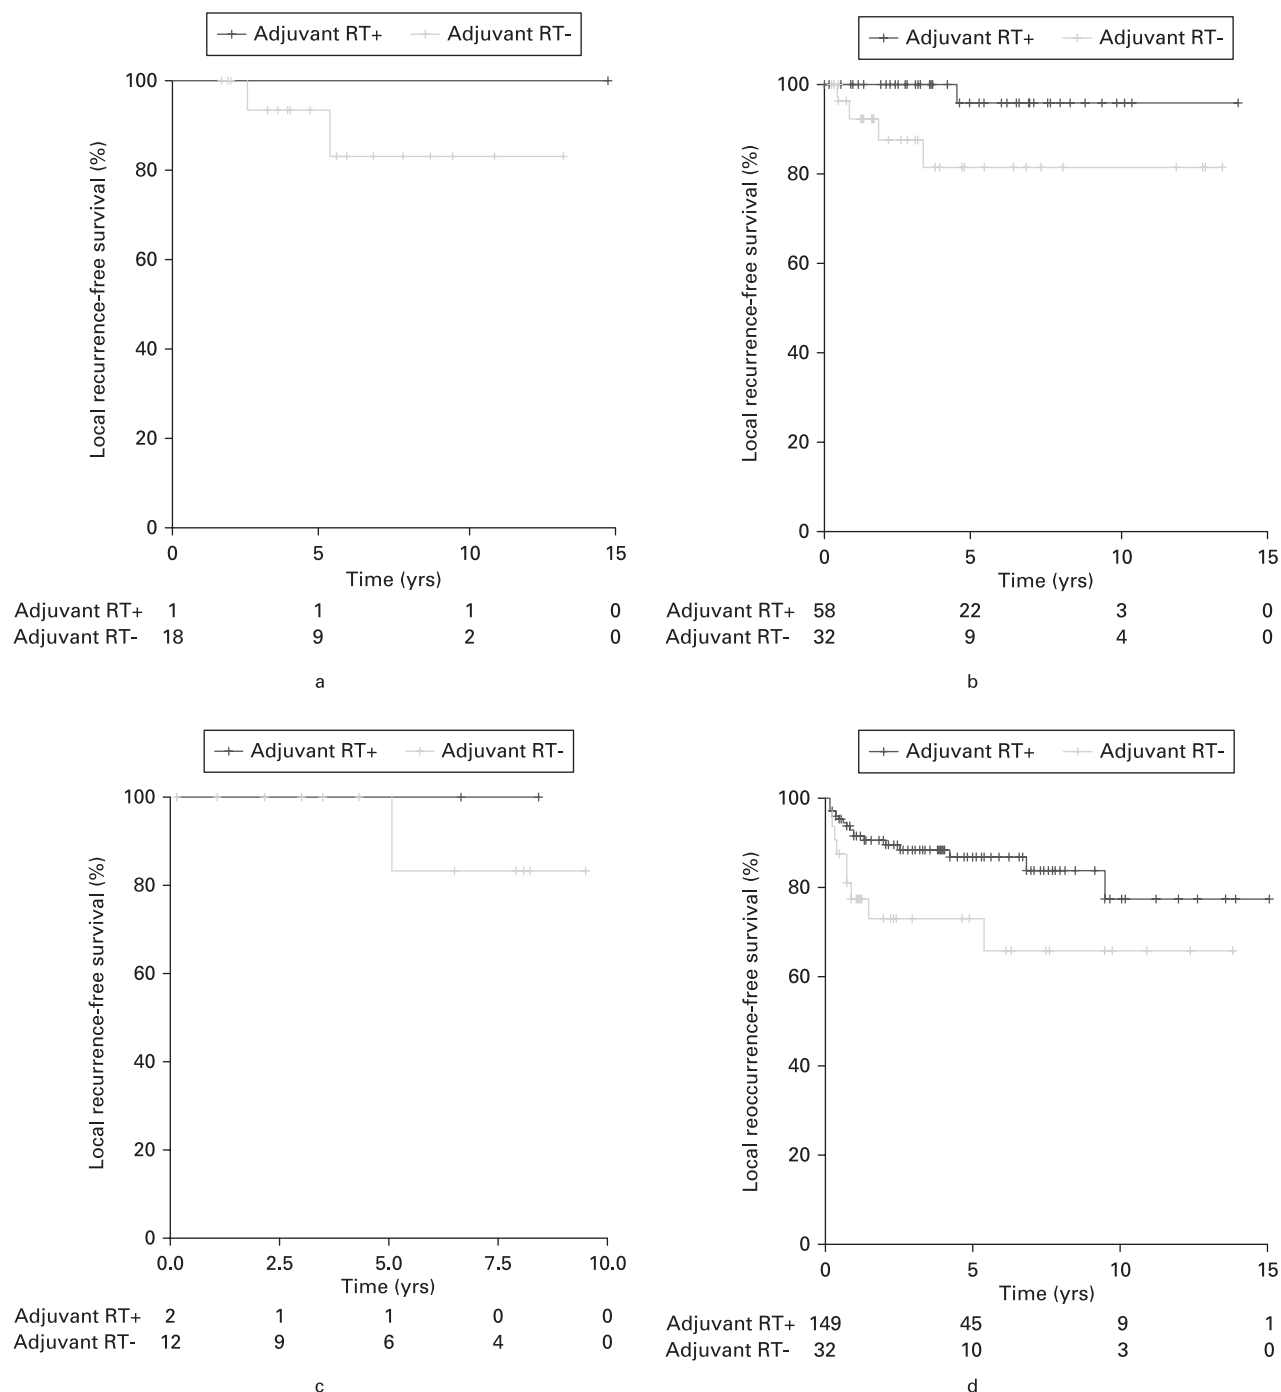 Adjuvant RT+ Adjuvant RT-
Local recurrence-free survival (%)
100
80
60
40
20
0
0 5 10 15
Time (yrs)
Adjuvant RT+ 1 1 1 0
Adjuvant RT- 18 9 2 0
a
Adjuvant RT+ Adjuvant RT-
Local recurrence-free survival (%)
100
80
60
40
20
0
0 5 10 15
Time (yrs)
Adjuvant RT+ 58 22 3 0
Adjuvant RT- 32 9 4 0
b
Adjuvant RT+ Adjuvant RT-
Local recurrence-free survival (%)
100
80
60
40
20
0
0.0 2.5 5.0 7.5 10.0
Time (yrs)
Adjuvant RT+ 2 1 1 0 0
Adjuvant RT- 12 9 6 4 0
c
Adjuvant RT+ Adjuvant RT-
Local reoccurrence-free survival (%)
100
80
60
40
20
0
0 5 10 15
Time (yrs)
Adjuvant RT+ 149 45 9 1
Adjuvant RT- 32 10 3 0
d